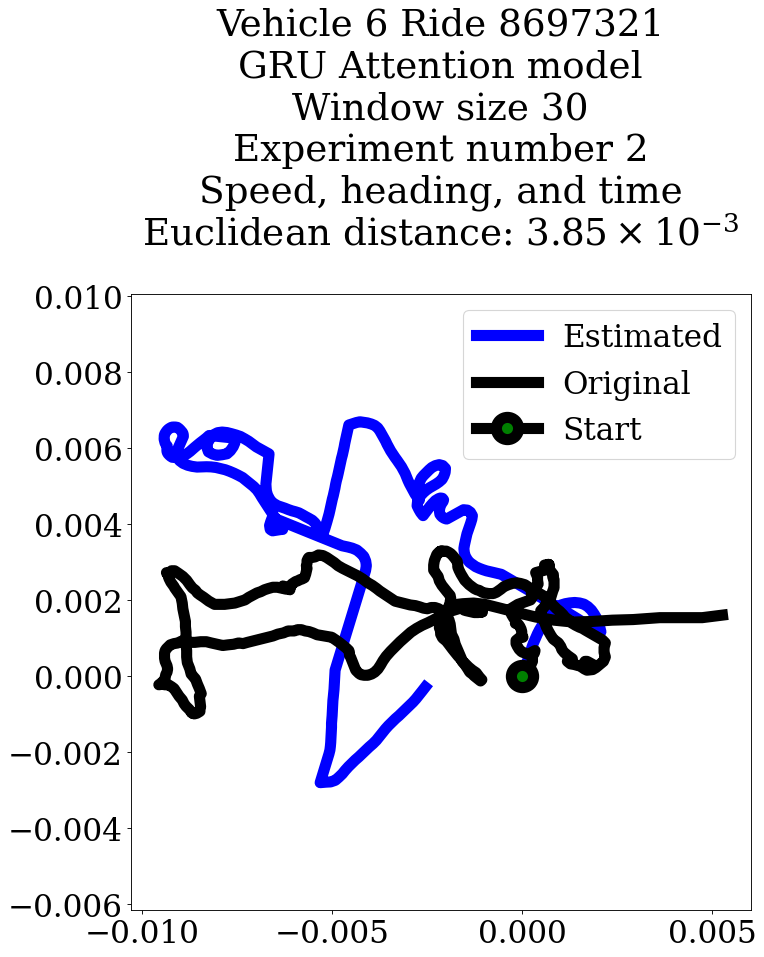 Vehicle 6 Ride 8697321
GRU Attention model
Window size 30
Experiment number 2
Speed, heading, and time
Euclidean distance: 3.85 × 10⁻³
0.010
0.008
0.006
0.004
0.002
0.000
−0.002
−0.004
−0.006
Estimated
Original
Start
−0.010 −0.005 0.000 0.005